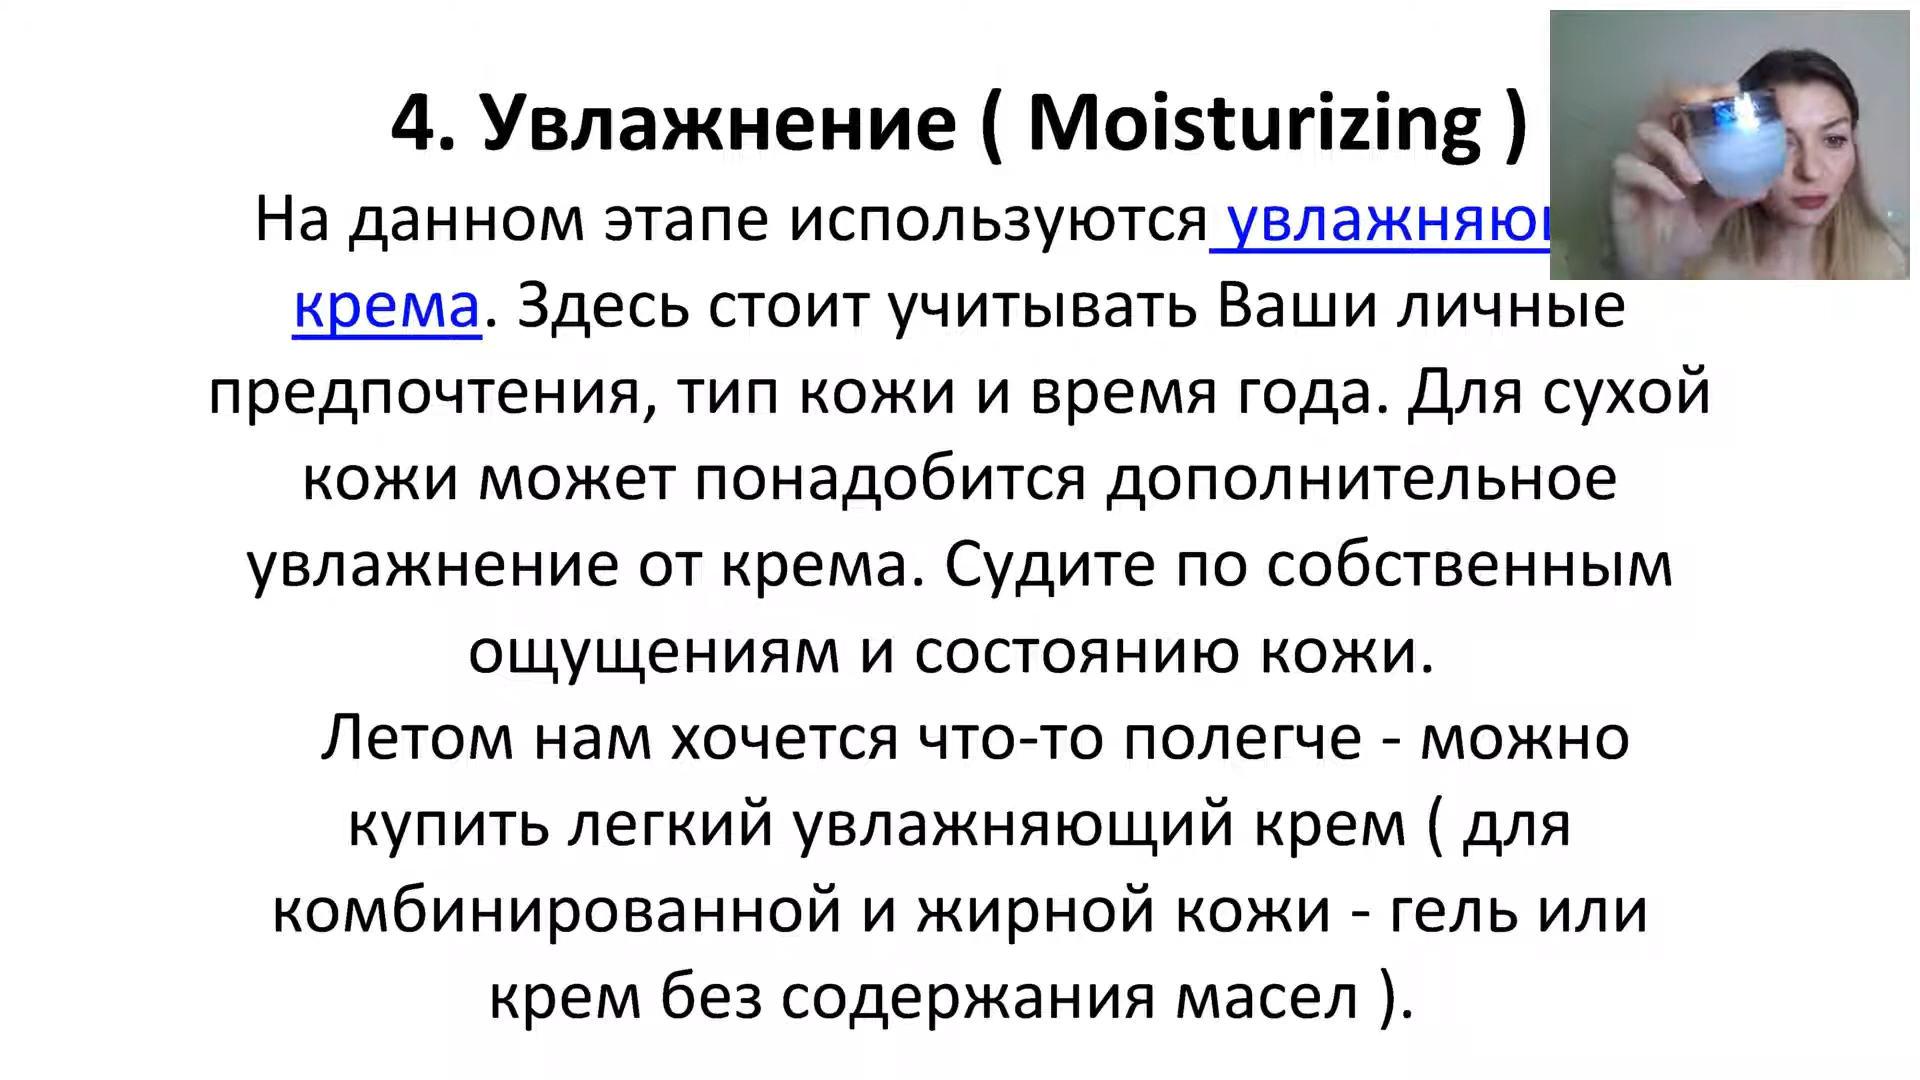 4. Увлажнение ( Moisturizing )
На данном этапе используются
крема. Здесь стоит учитывать Ваши личные
предпочтения, тип кожи и время года. Для сухой
кожи может понадобится дополнительное
увлажнение от крема. Судите по собственным
ощущениям и состоянию кожи.
Летом нам хочется что-то полегче - можно
купить легкий увлажняющий крем ( для
комбинированной и жирной кожи - гель или
крем без содержания масел ).